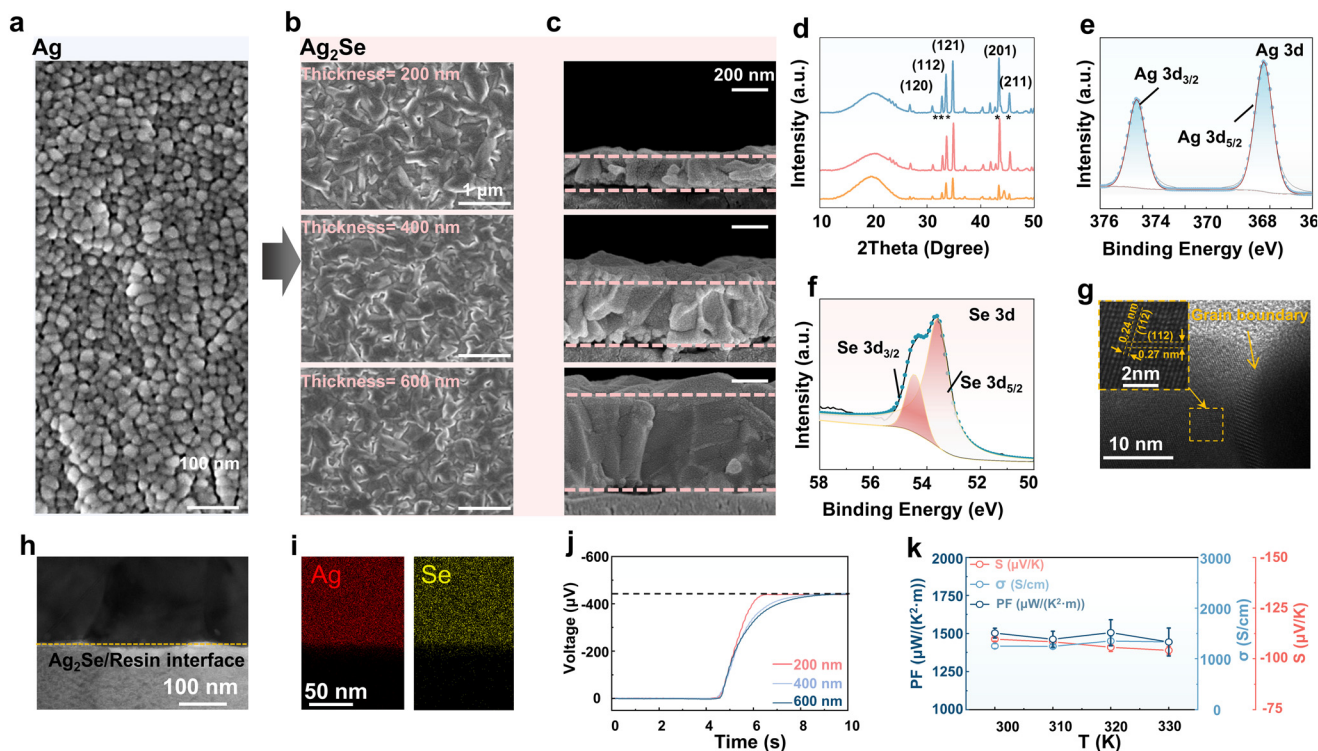 a
Ag
100 nm
b
Ag₂Se
Thickness= 200 nm
1 μm
Thickness= 400 nm
Thickness= 600 nm
c
200 nm
d
Intensity (a.u.)
(120)
(112)
(121)
(201)
(211)
** * * *
10 20 30 40 50
2Theta (Dgree)
e
Intensity (a.u.)
Ag 3d
Ag 3d3/2
Ag 3d5/2
376 374 370 368 36
Binding Energy (eV)
f
Intensity (a.u.)
Se 3d
Se 3d3/2
Se 3d5/2
58 56 54 52 50
Binding Energy (eV)
g
Grain boundary
0.24 nm
(112)
(112)
0.27 nm
2nm
10 nm
h
Ag₂Se/Resin interface
100 nm
i
Ag
Se
50 nm
j
Voltage (μV)
-600
-400
-200
0
200 nm
400 nm
600 nm
0 2 4 6 8 10
Time (s)
k
PF (μW/(K²·m))
2000
1750
1500
1250
1000
S (μV/K)
σ (S/cm)
PF (μW/(K²·m))
300 310 320 330
T (K)
3000
2000
1000
0
σ (S/cm)
-150
-125
-100
-75
S (μV/K)